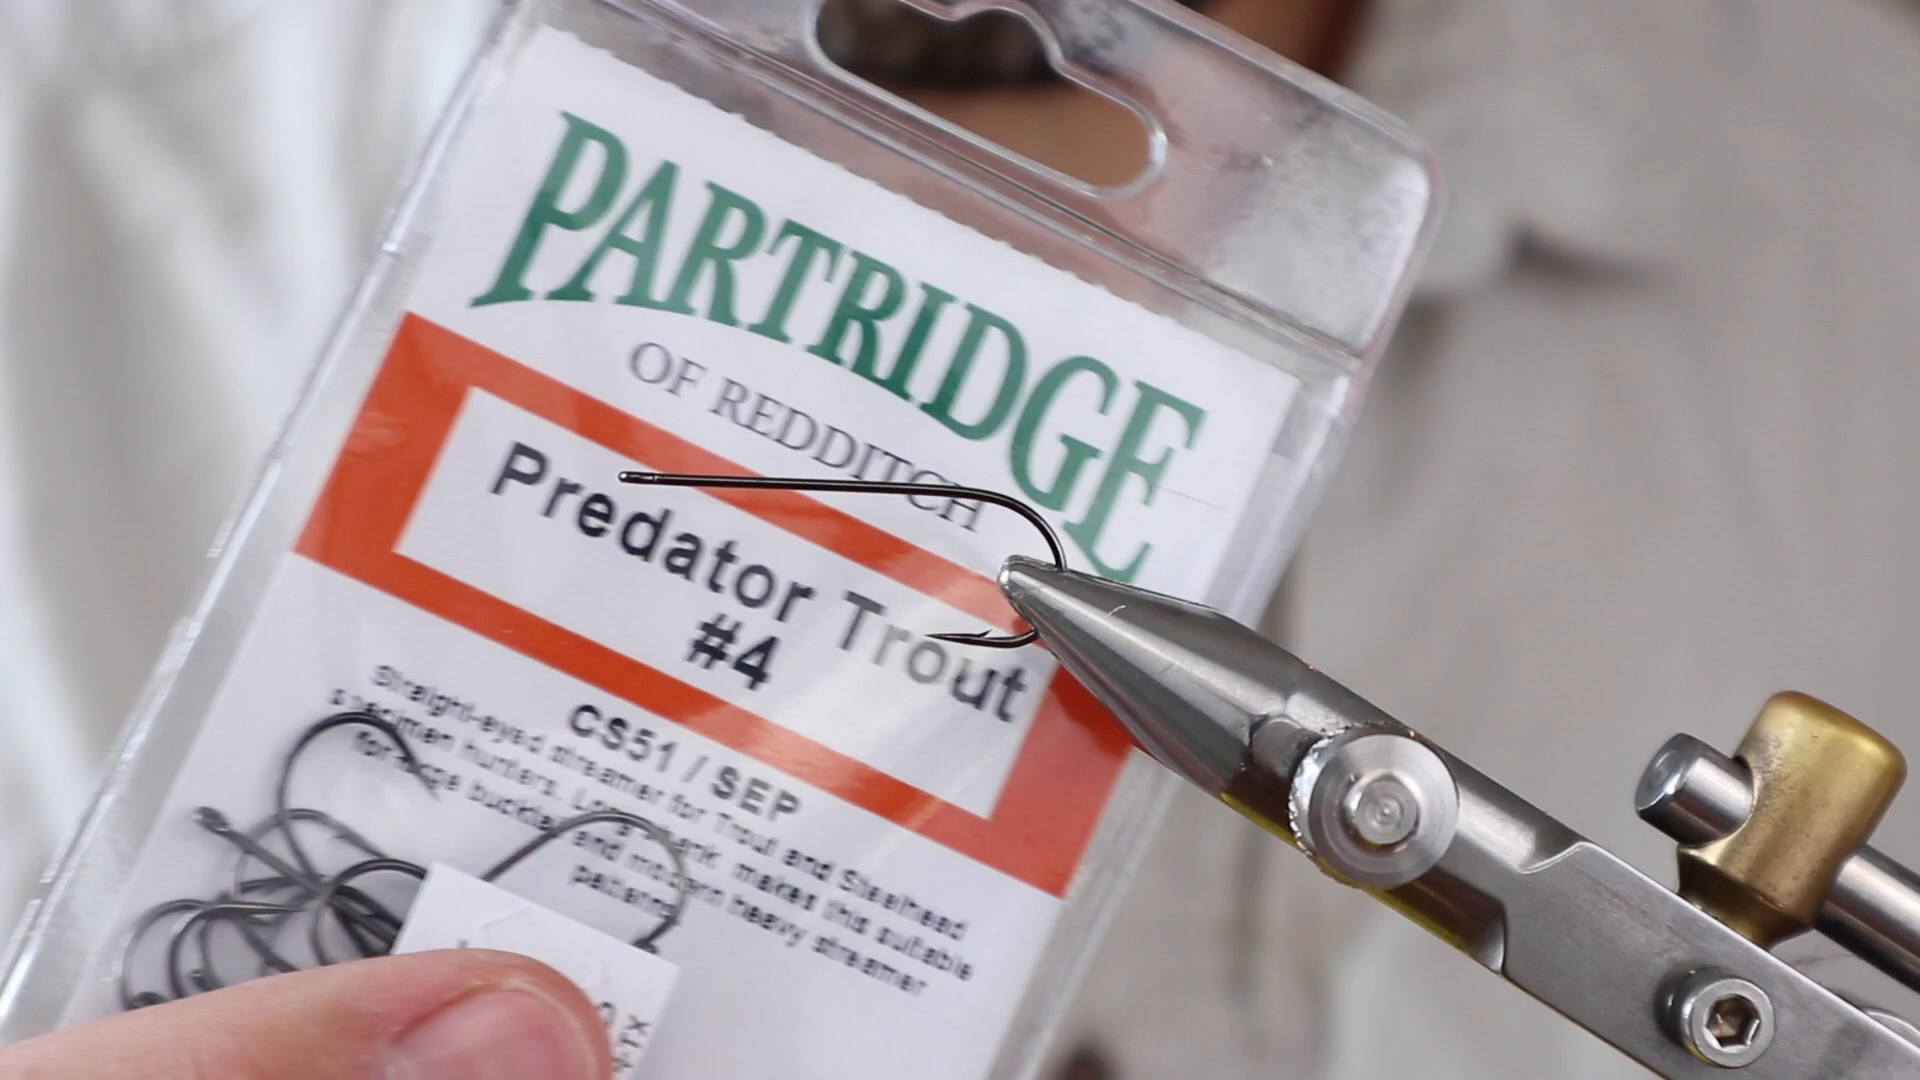 PARTRIDGE
OF REDDITCH
Predator Trout
#4
CS51 / SEP
Straight-eyed streamer for Trout and Steelhead
specimen hunters. Long shank makes this suitable
for large bucktail and modern heavy streamer
patterns